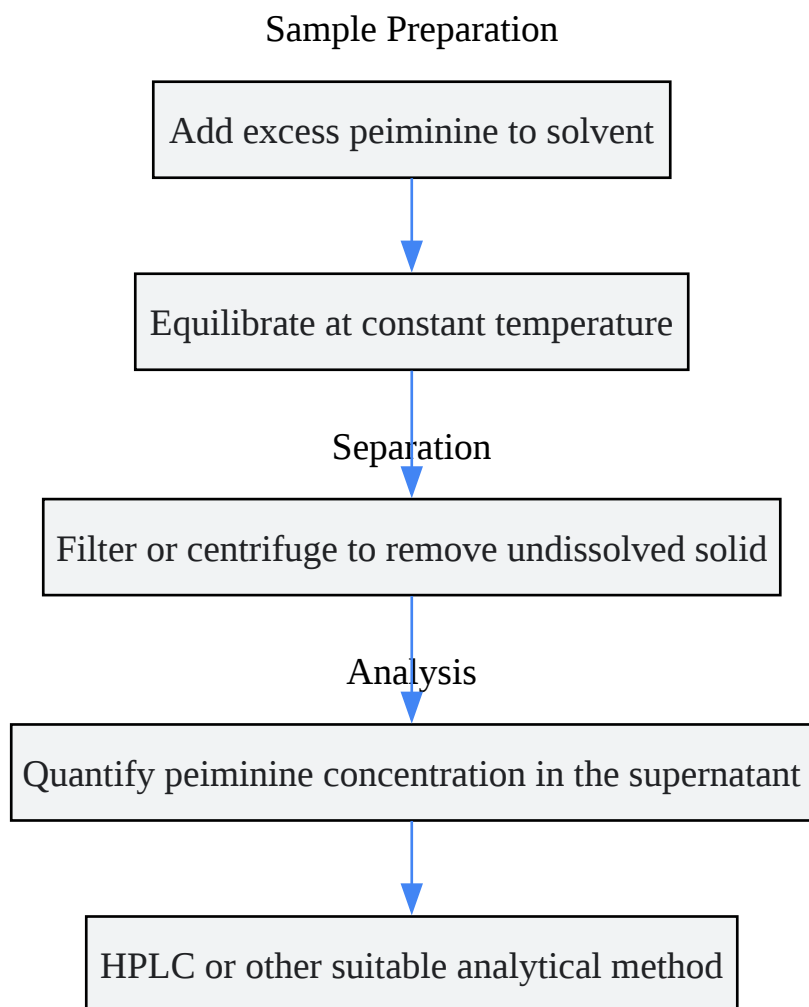 Sample Preparation
Add excess peiminine to solvent
Equilibrate at constant temperature
Separation
Filter or centrifuge to remove undissolved solid
Analysis
Quantify peiminine concentration in the supernatant
HPLC or other suitable analytical method